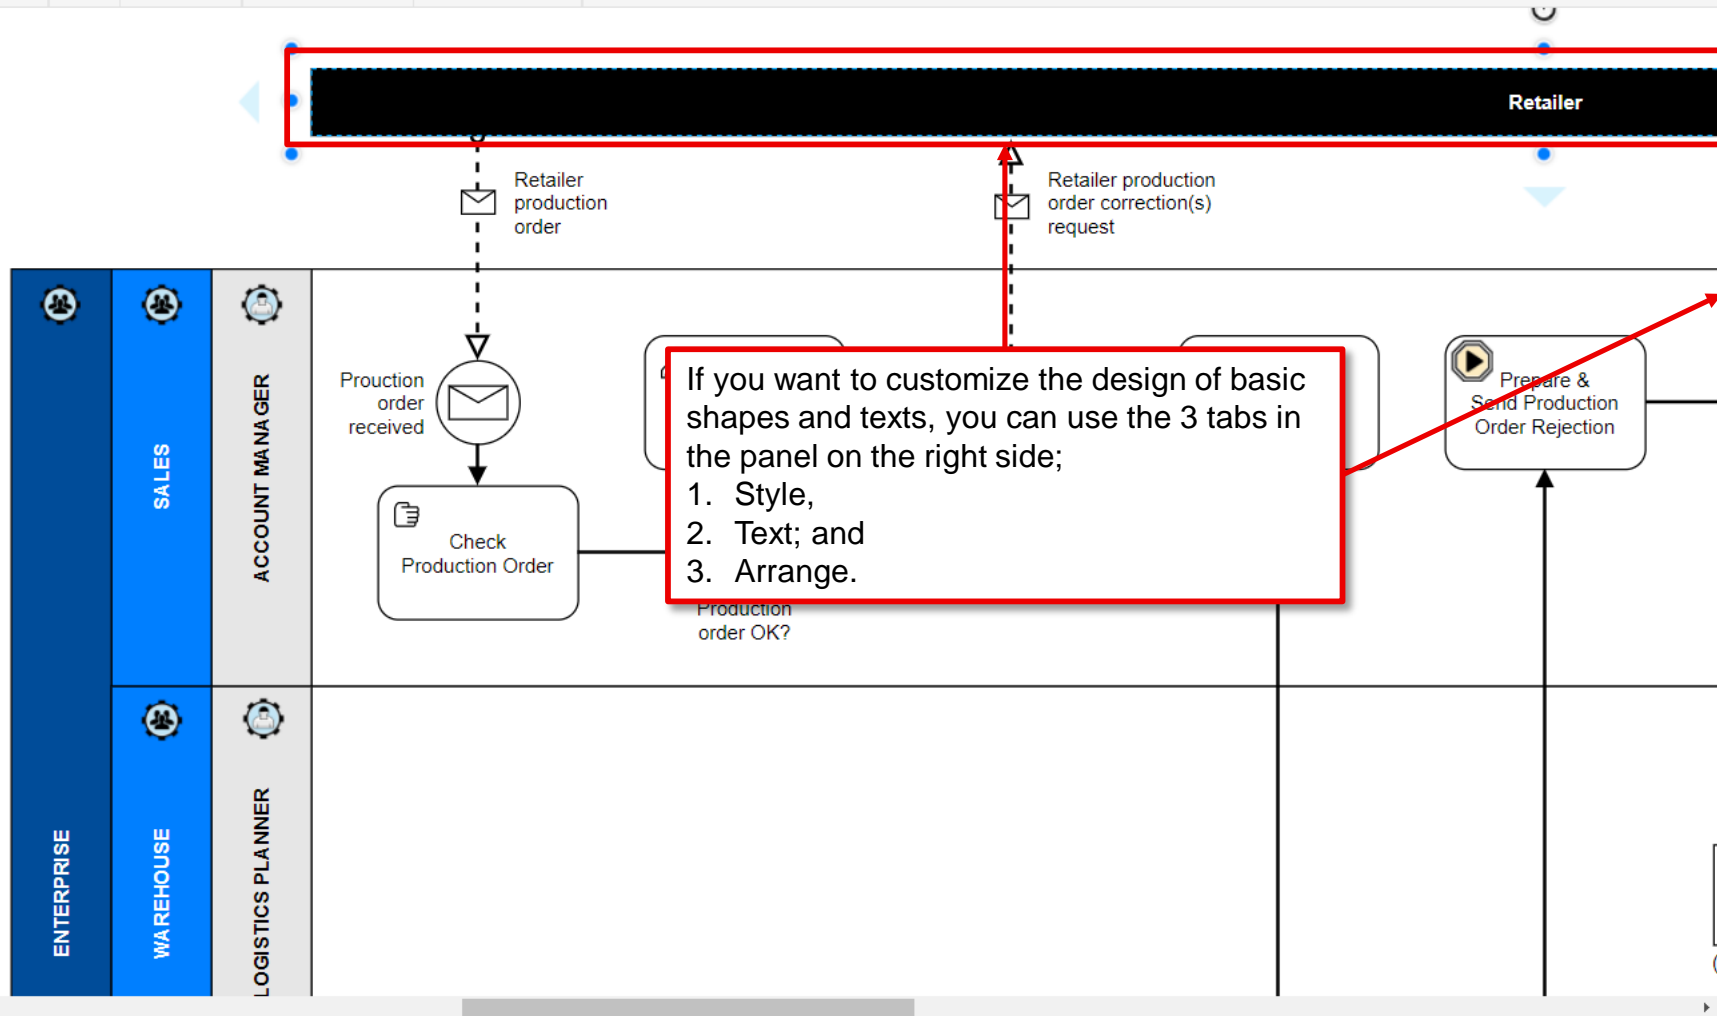 Retailer
Retailer
production
order
Retailer production
order correction(s)
request
Prouction
order
received
Check
Production Order
If you want to customize the design of basic
shapes and texts, you can use the 3 tabs in
the panel on the right side;
1. Style,
2. Text; and
3. Arrange.
Production
order OK?
Prepare &
Send Production
Order Rejection
ENTERPRISE
SALES
ACCOUNT MANAGER
WAREHOUSE
LOGISTICS PLANNER